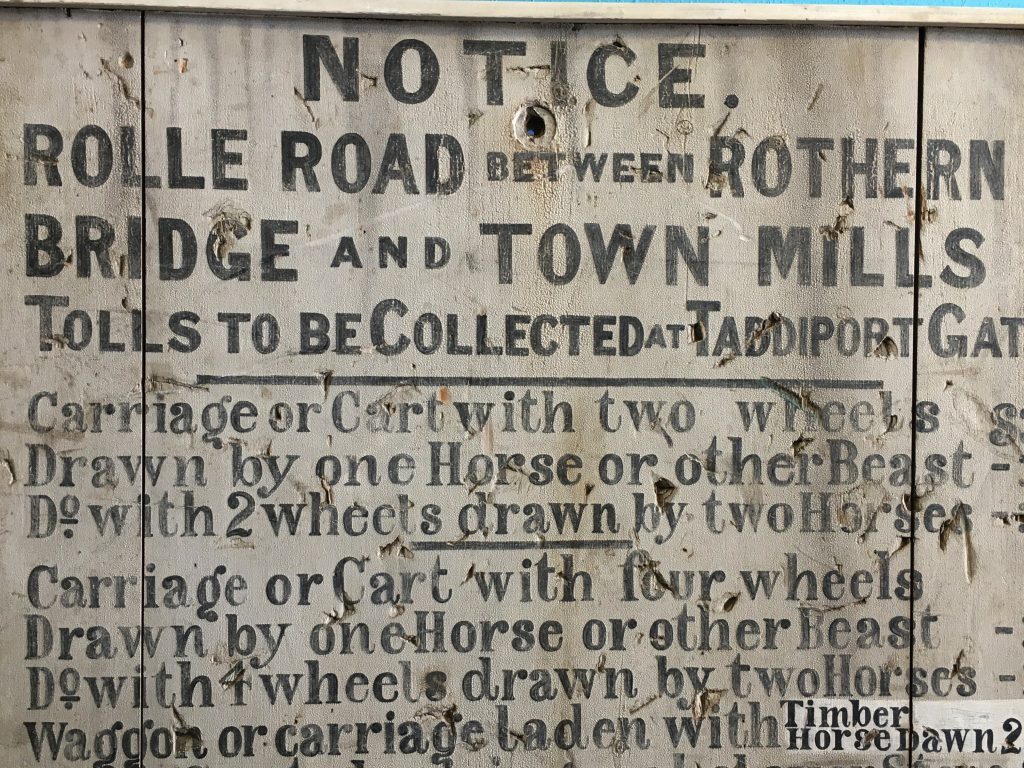 NOTICE.
ROLLE ROAD BETWEEN ROTHERN
BRIDGE AND TOWN MILLS
TOLLS TO BE COLLECTED AT TADDIPORT GAT
Carriage or Cart with two wheels s
Drawn by one Horse or other Beast -
Do with 2 wheels drawn by two Horses -
Carriage or Cart with four wheels
Drawn by one Horse or other Beast -
Do with 4 wheels drawn by two Horses -
Waggon or carriage laden with Timber
Horse Dawn 2